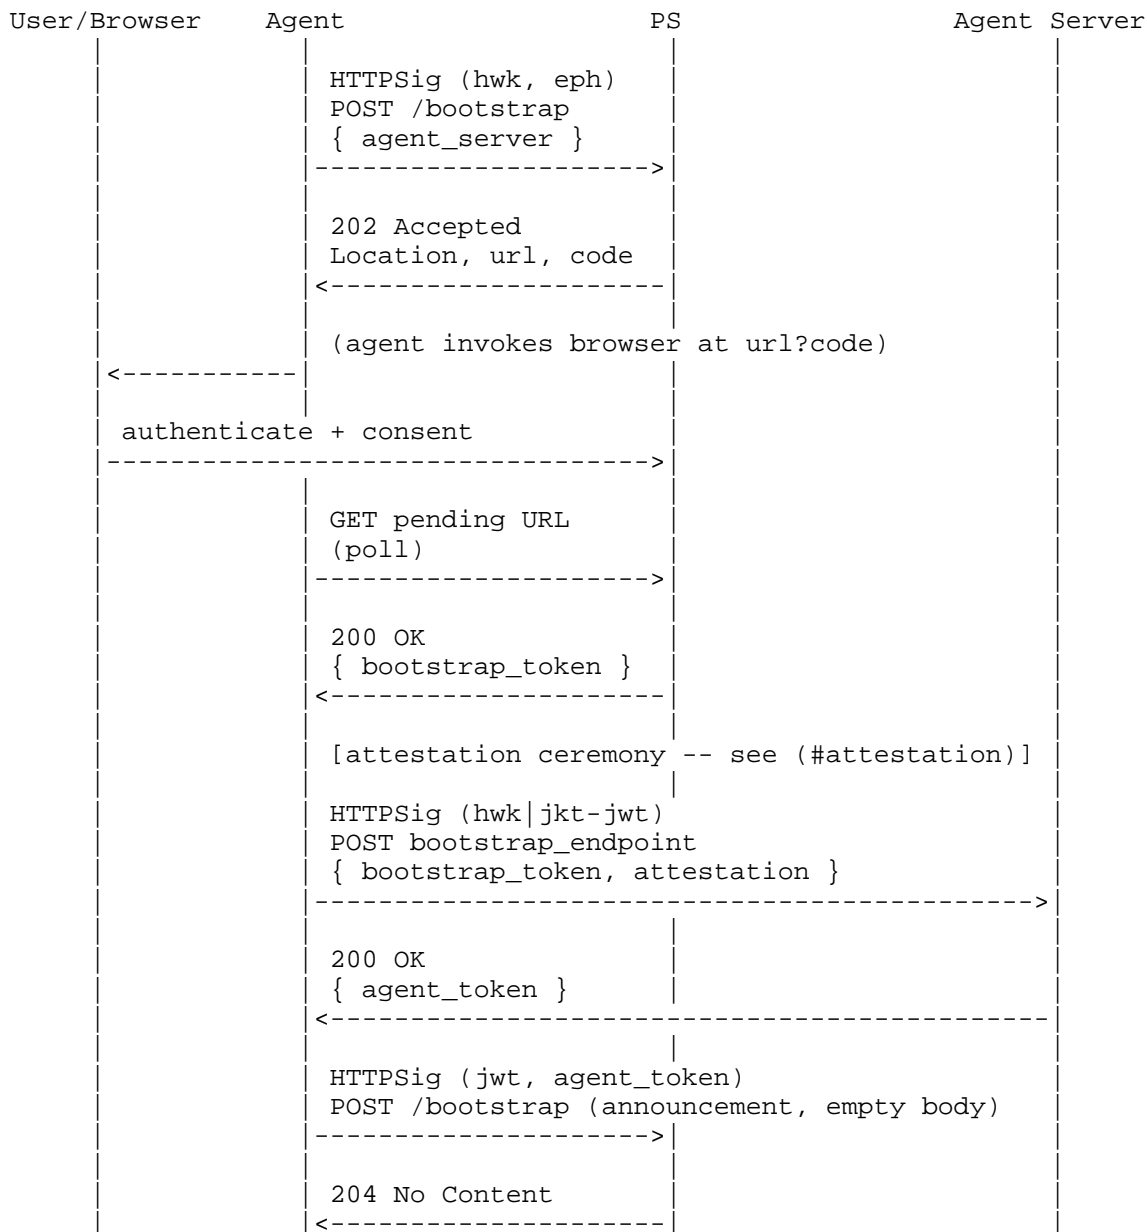 User/Browser Agent PS Agent Server
HTTPSig (hwk, eph)
POST /bootstrap
{ agent_server }
202 Accepted
Location, url, code
(agent invokes browser at url?code)
authenticate + consent
GET pending URL
(poll)
200 OK
{ bootstrap_token }
[attestation ceremony -- see (#attestation)]
HTTPSig (hwk|jkt-jwt)
POST bootstrap_endpoint
{ bootstrap_token, attestation }
200 OK
{ agent_token }
HTTPSig (jwt, agent_token)
POST /bootstrap (announcement, empty body)
204 No Content